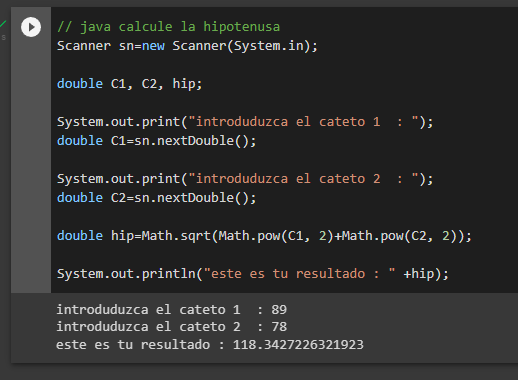 // java calcule la hipotenusa
Scanner sn=new Scanner(System.in);
double C1, C2, hip;
System.out.print("introduduzca el cateto 1  : ");
double C1=sn.nextDouble();
System.out.print("introduduzca el cateto 2  : ");
double C2=sn.nextDouble();
double hip=Math.sqrt(Math.pow(C1, 2)+Math.pow(C2, 2));
System.out.println("este es tu resultado : " +hip);
introduduzca el cateto 1  : 89
introduduzca el cateto 2  : 78
este es tu resultado : 118.3427226321923